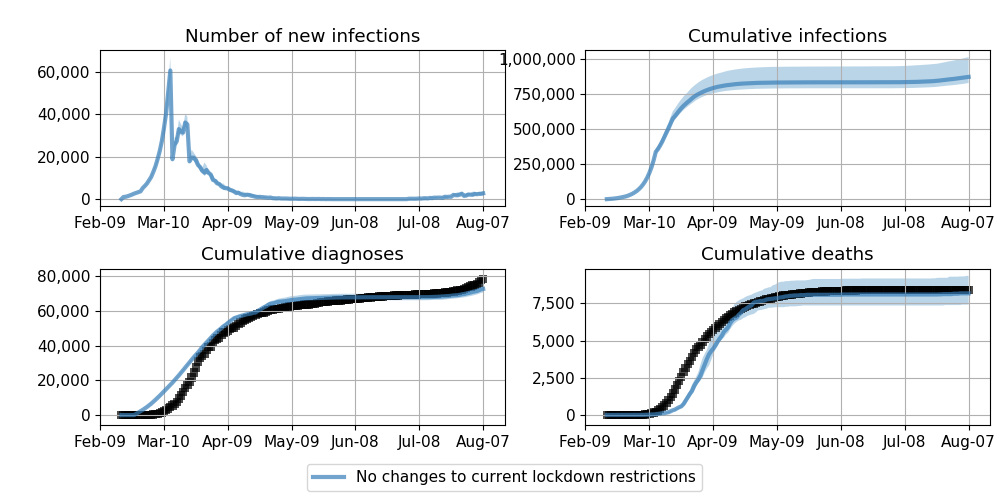 Number of new infections
60,000
40,000
20,000
0
Feb-09 Mar-10 Apr-09 May-09 Jun-08 Jul-08 Aug-07
Cumulative infections
1,000,000
750,000
500,000
250,000
0
Feb-09 Mar-10 Apr-09 May-09 Jun-08 Jul-08 Aug-07
Cumulative diagnoses
80,000
60,000
40,000
20,000
0
Feb-09 Mar-10 Apr-09 May-09 Jun-08 Jul-08 Aug-07
Cumulative deaths
7,500
5,000
2,500
0
Feb-09 Mar-10 Apr-09 May-09 Jun-08 Jul-08 Aug-07
No changes to current lockdown restrictions